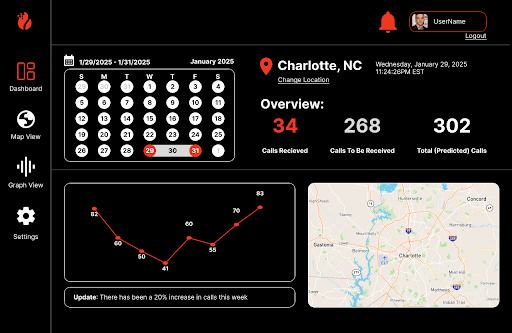 UserName
Logout
Dashboard
Map View
Graph View
Settings
1/29/2025 - 1/31/2025
January 2025
S M T W T F S
29 30 31 1 2 3 4
5 6 7 8 9 10 11
12 13 14 15 16 17 18
19 20 21 22 23 24 25
26 27 28 29 30 31 1
Charlotte, NC
Change Location
Wednesday, January 29, 2025
11:24:26PM EST
Overview:
34 268 302
Calls Recieved Calls To Be Received Total (Predicted) Calls
82
60
50
41
60
55
70
83
Update: There has been a 20% increase in calls this week
Huntersville
Concord
Harrisburg
Mount Holly
Gastonia
Charlotte
Mint Hill
Matthews
Indian Trail